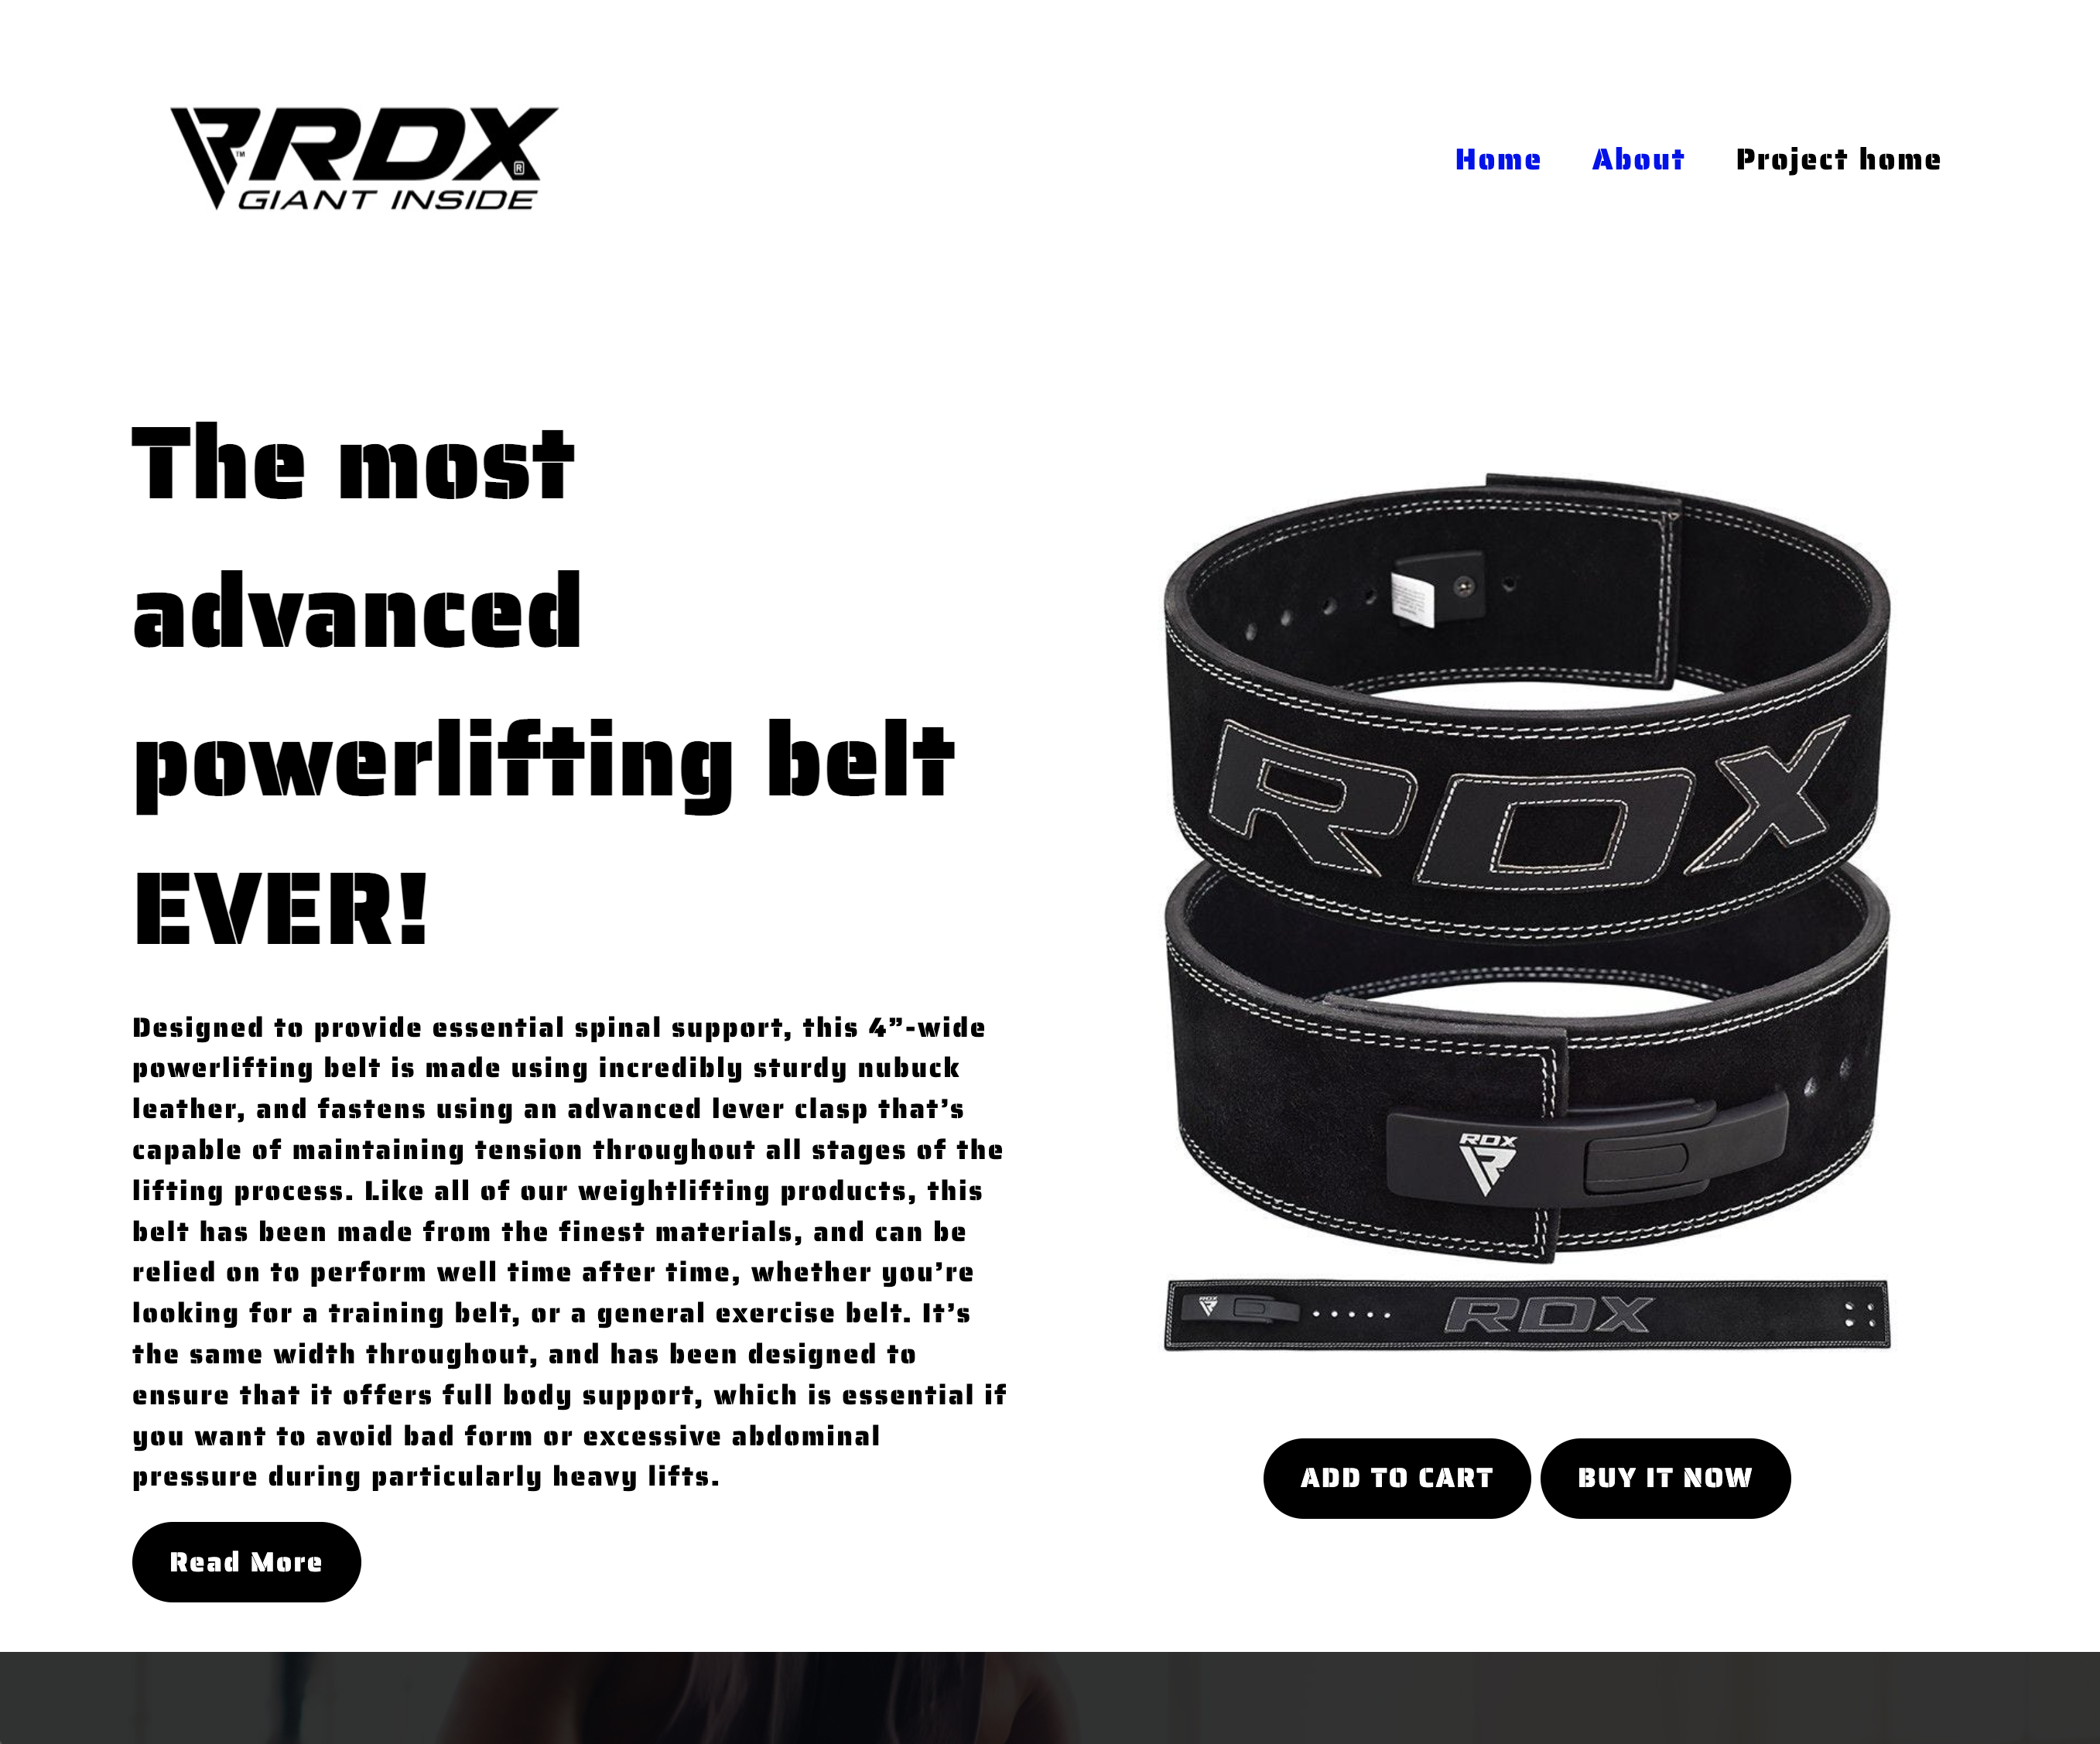 RDX
GIANT INSIDE
Home About Project home
The most
advanced
powerlifting belt
EVER!
Designed to provide essential spinal support, this 4”-wide
powerlifting belt is made using incredibly sturdy nubuck
leather, and fastens using an advanced lever clasp that’s
capable of maintaining tension throughout all stages of the
lifting process. Like all of our weightlifting products, this
belt has been made from the finest materials, and can be
relied on to perform well time after time, whether you’re
looking for a training belt, or a general exercise belt. It’s
the same width throughout, and has been designed to
ensure that it offers full body support, which is essential if
you want to avoid bad form or excessive abdominal
pressure during particularly heavy lifts.
Read More
RDX
RDX
RDX
RDX
ADD TO CART BUY IT NOW